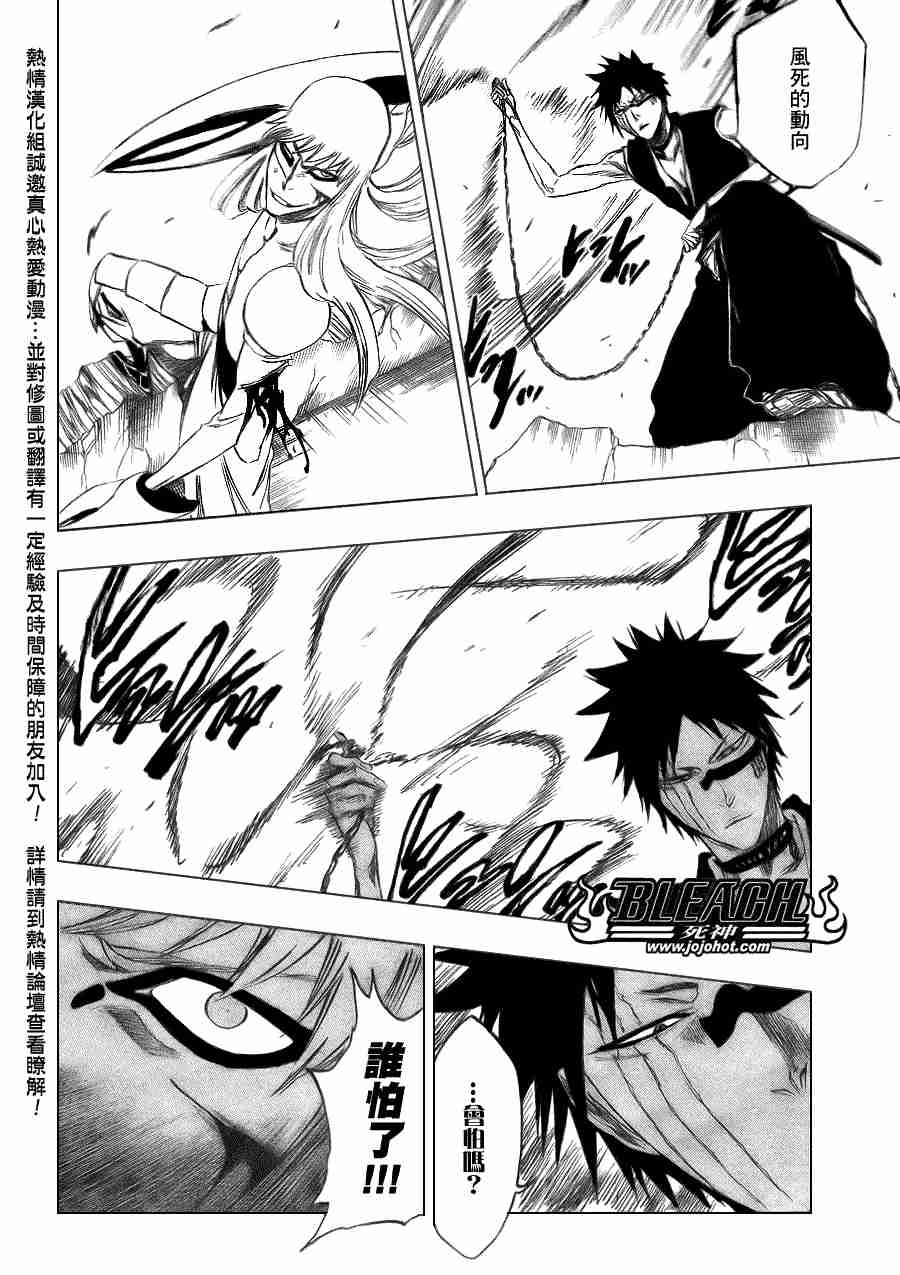 風死的動向
…會怕嗎？
誰怕了!!!
BLEACH
死神
www.jojohot.com
熱情漢化組誠邀真心熱愛動漫…並對修圖或翻譯有一定經驗及時間保障的朋友加入！ 詳情請到熱情論壇查看瞭解！